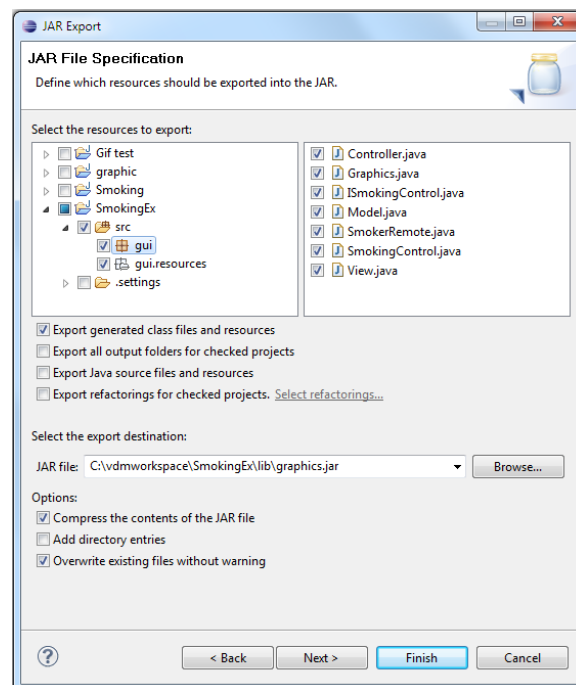 JAR Export
JAR File Specification
Define which resources should be exported into the JAR.
Select the resources to export:
Gif test
graphic
Smoking
SmokingEx
src
gui
gui.resources
.settings
Controller.java
Graphics.java
ISmokingControl.java
Model.java
SmokerRemote.java
SmokingControl.java
View.java
Export generated class files and resources
Export all output folders for checked projects
Export Java source files and resources
Export refactorings for checked projects. Select refactorings...
Select the export destination:
JAR file: C:\vdmworkspace\SmokingEx\lib\graphics.jar Browse...
Options:
Compress the contents of the JAR file
Add directory entries
Overwrite existing files without warning
? < Back Next > Finish Cancel